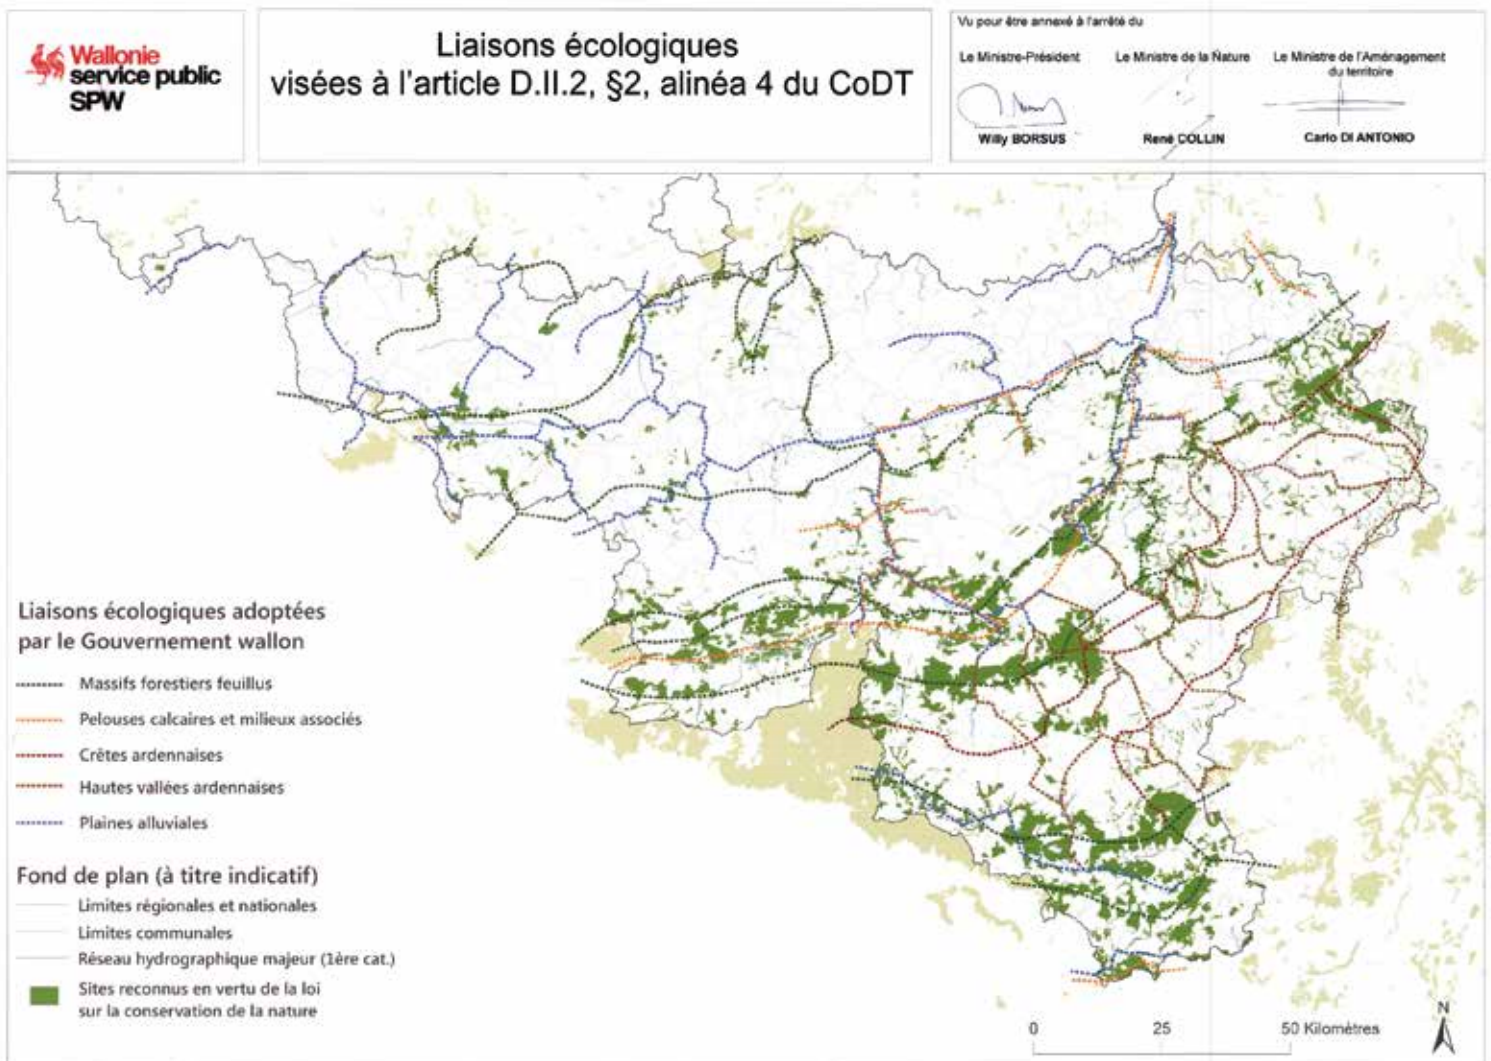 Wallonie
service public
SPW
Liaisons écologiques
visées à l'article D.II.2, §2, alinéa 4 du CoDT
Vu pour être annexé à l'arrêté du
Le Ministre-Président
Le Ministre de la Nature
Le Ministre de l'Aménagement
du territoire
Willy BORSUS
René COLLIN
Carlo DI ANTONIO
Liaisons écologiques adoptées
par le Gouvernement wallon
Massifs forestiers feuillus
Pelouses calcaires et milieux associés
Crêtes ardennaises
Hautes vallées ardennaises
Plaines alluviales
Fond de plan (à titre indicatif)
Limites régionales et nationales
Limites communales
Réseau hydrographique majeur (1ère cat.)
Sites reconnus en vertu de la loi
sur la conservation de la nature
N
0 25 50 Kilomètres